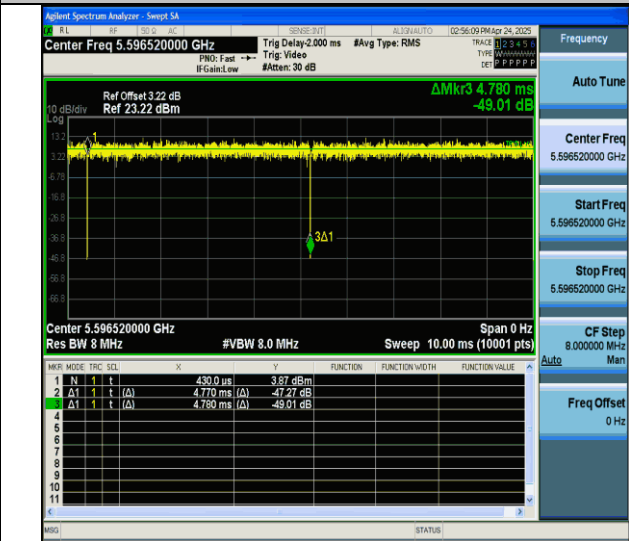 Agilent Spectrum Analyzer - Swept SA
RL RF 50 Ω AC SENSE:INT ALIGNAUTO 02:56:09 PM Apr 24, 2025
Center Freq 5.596520000 GHz Trig Delay-2.000 ms #Avg Type: RMS TRACE 1 2 3 4 5 6
PNO: Fast Trig: Video TYPE
IFGain:Low #Atten: 30 dB DET P P P P P P
ΔMkr3 4.780 ms
Ref Offset 3.22 dB
10 dB/div Ref 23.22 dBm -49.01 dB
Log
13.2
1
3.22
-6.78
-16.8
-26.8
3Δ1
-36.8
-46.8
-56.8
-66.8
Center 5.596520000 GHz Span 0 Hz
Res BW 8 MHz #VBW 8.0 MHz Sweep 10.00 ms (10001 pts)
MKR MODE TRC SCL X Y FUNCTION FUNCTION WIDTH FUNCTION VALUE
1 N 1 t 430.0 µs 3.87 dBm
2 Δ1 1 t (Δ) 4.770 ms (Δ) -47.27 dB
3 Δ1 1 t (Δ) 4.780 ms (Δ) -49.01 dB
4
5
6
7
8
9
10
11
MSG STATUS
Frequency
Auto Tune
Center Freq
5.596520000 GHz
Start Freq
5.596520000 GHz
Stop Freq
5.596520000 GHz
CF Step
8.000000 MHz
Auto Man
Freq Offset
0 Hz